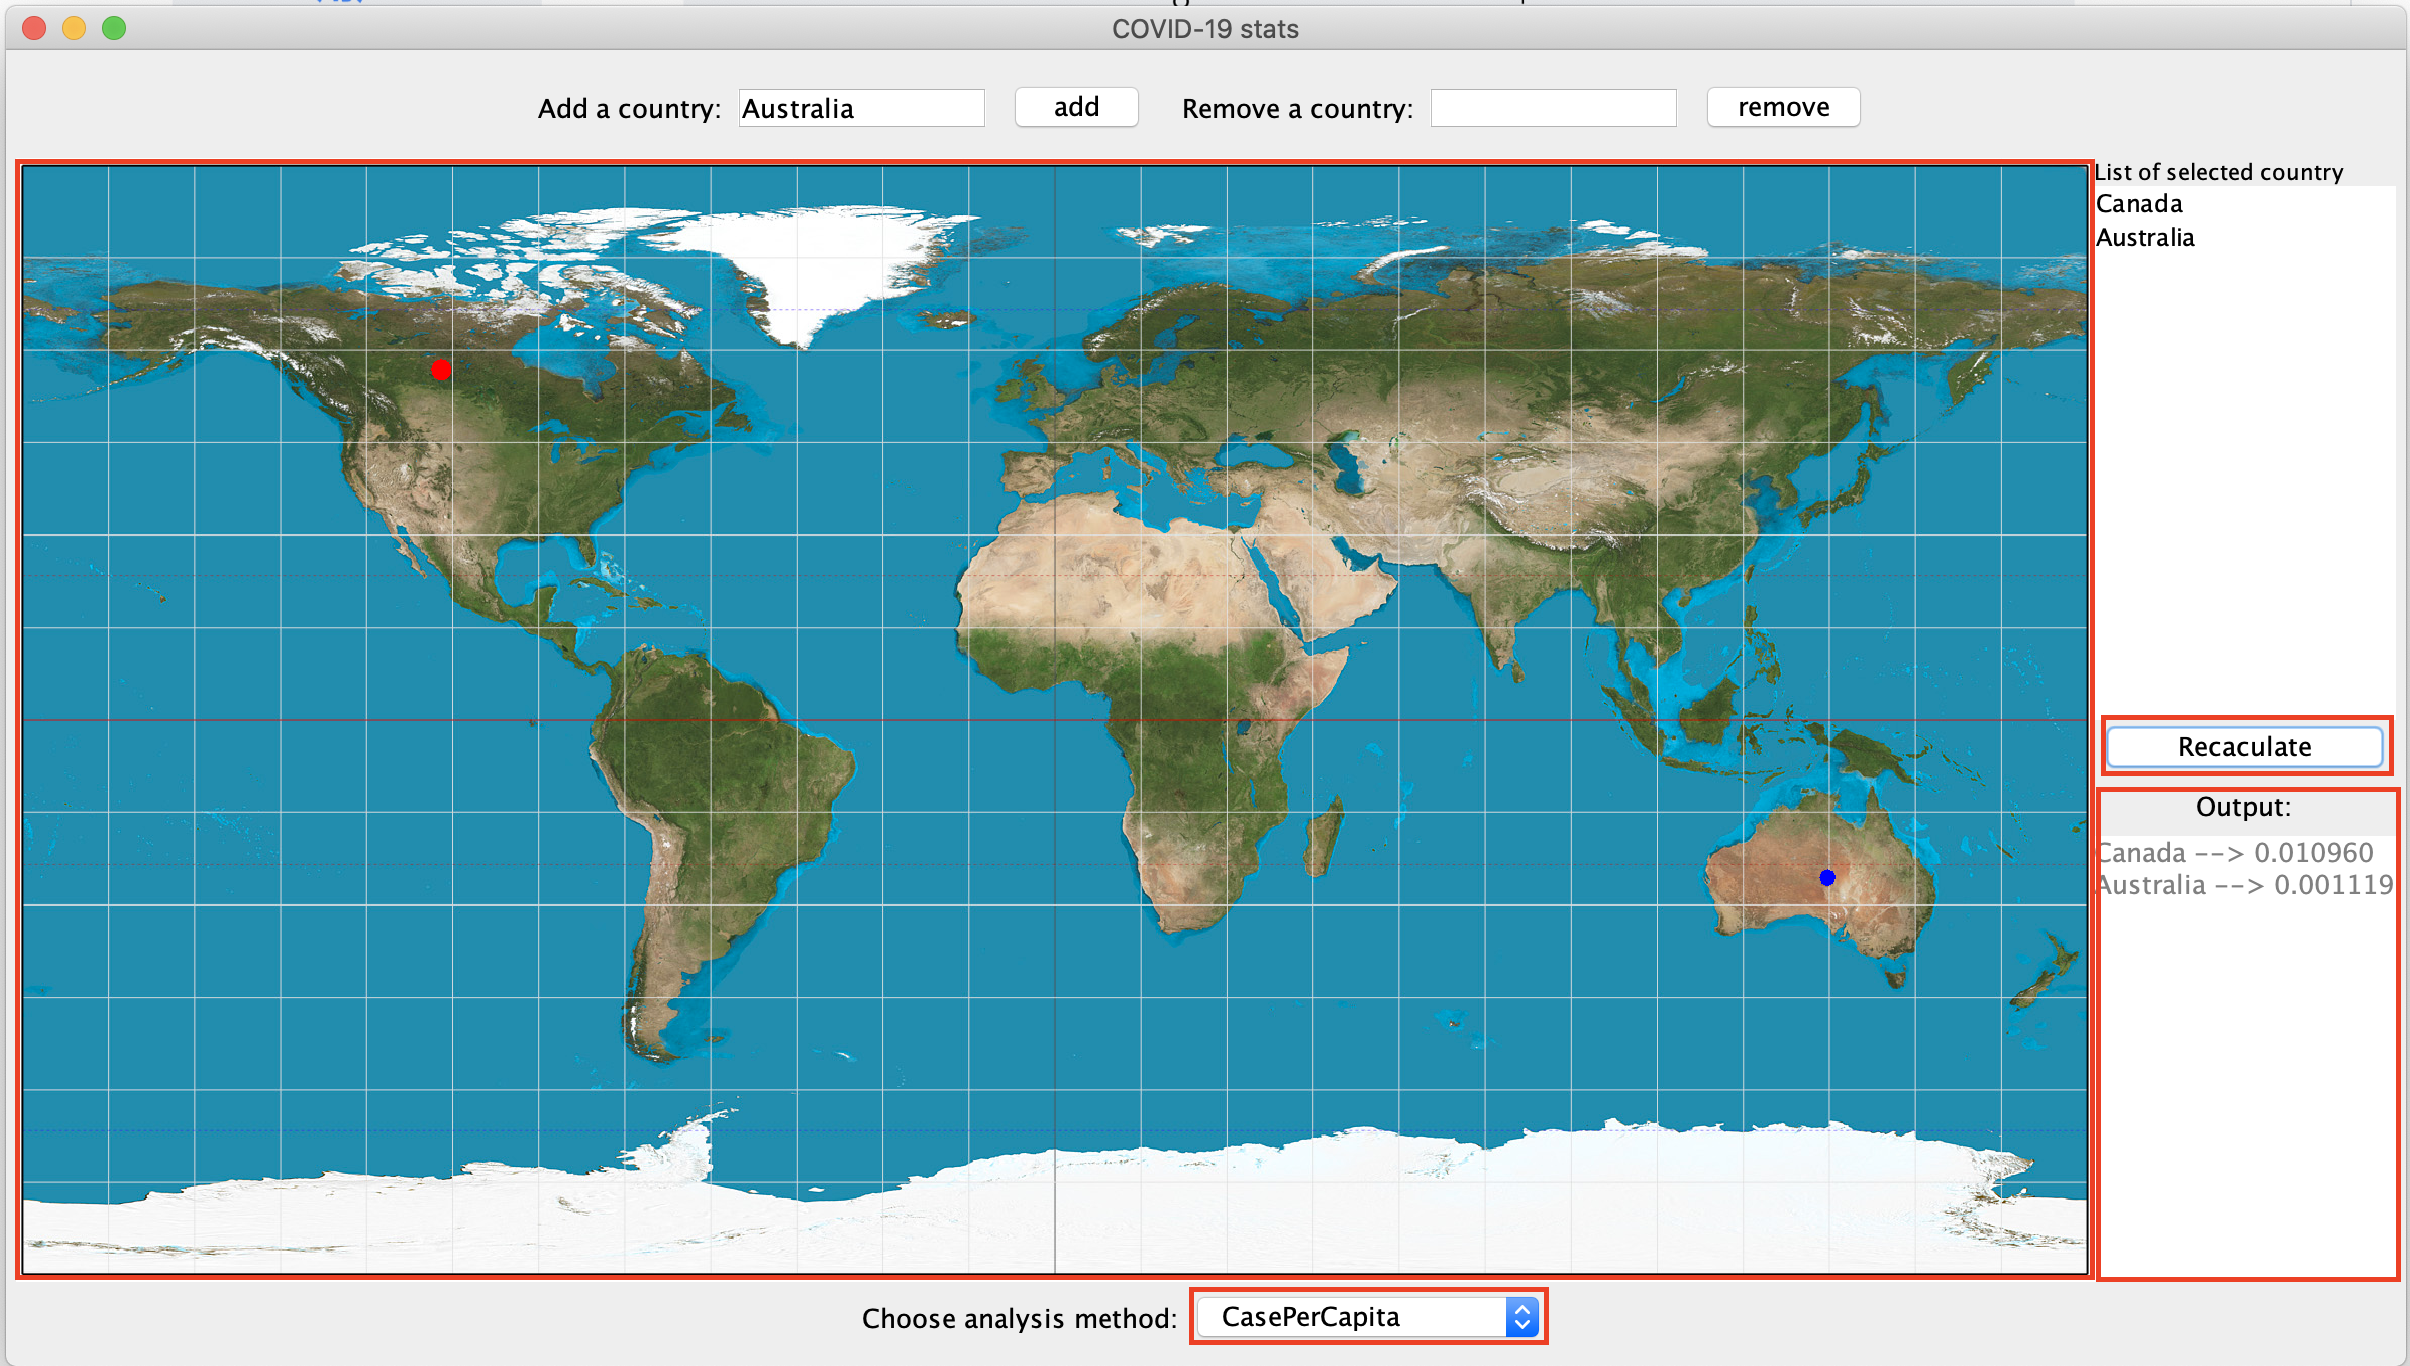 COVID-19 stats
Add a country: Australia add Remove a country: remove
List of selected country
Canada
Australia
Recaculate
Output:
Canada --> 0.010960
Australia --> 0.001119
Choose analysis method: CasePerCapita